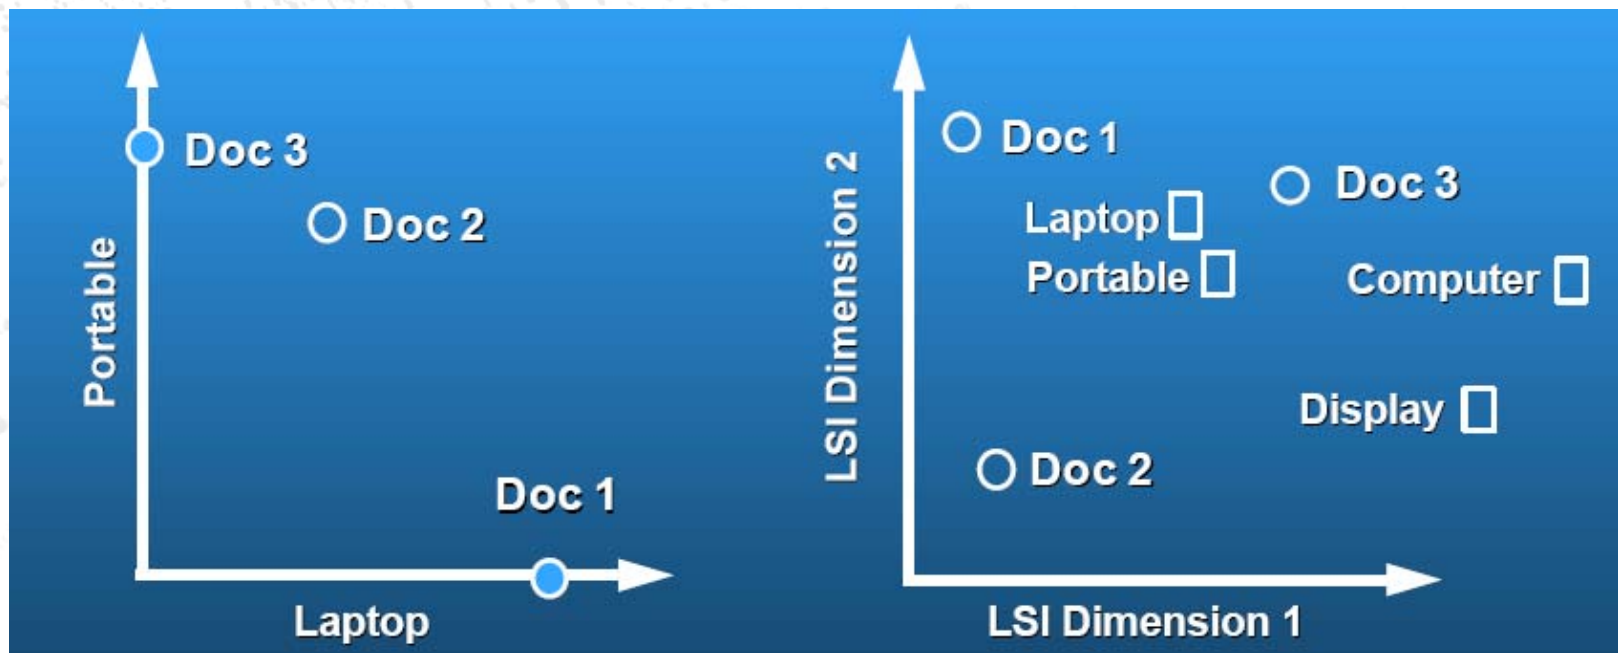 Doc 3
Doc 2
Portable
Doc 1
Laptop
Doc 1
Doc 3
Laptop
Portable
Computer
LSI Dimension 2
Display
Doc 2
LSI Dimension 1